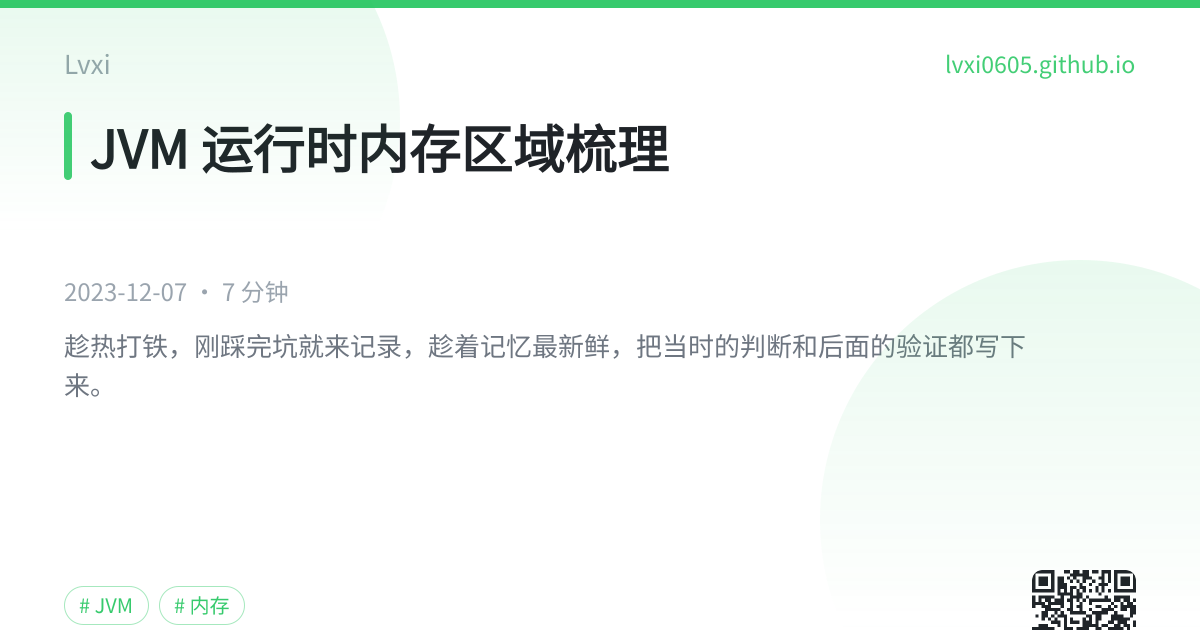 Lvxi
lvxi0605.github.io
JVM 运行时内存区域梳理
2023-12-07 · 7 分钟
趁热打铁，刚踩完坑就来记录，趁着记忆最新鲜，把当时的判断和后面的验证都写下
来。
# JVM
# 内存